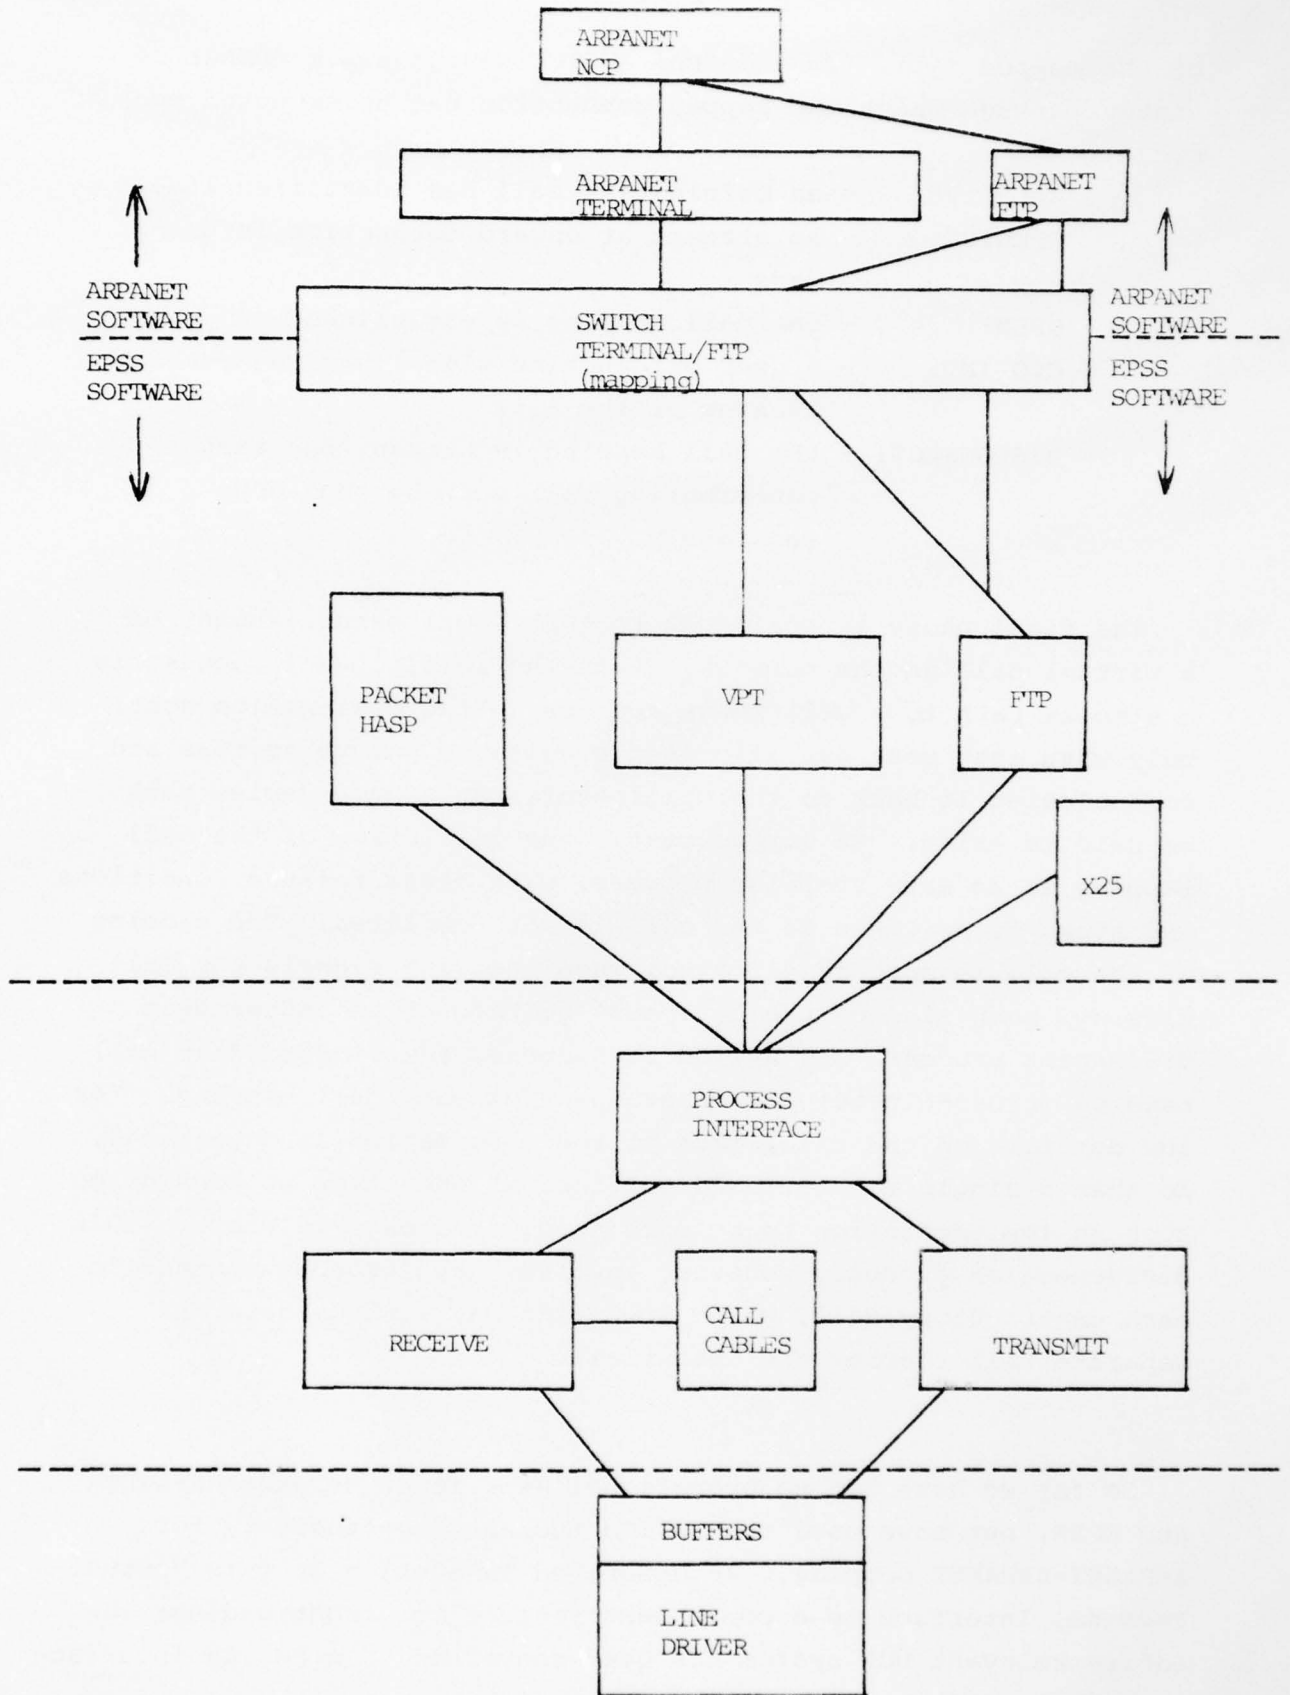 ARPANET
NCP
ARPANET
TERMINAL
ARPANET
FTP
ARPANET
SOFTWARE
EPSS
SOFTWARE
SWITCH
TERMINAL/FTP
(mapping)
ARPANET
SOFTWARE
EPSS
SOFTWARE
PACKET
HASP
VPT
FTP
X25
PROCESS
INTERFACE
RECEIVE
CALL
CABLES
TRANSMIT
BUFFERS
LINE
DRIVER